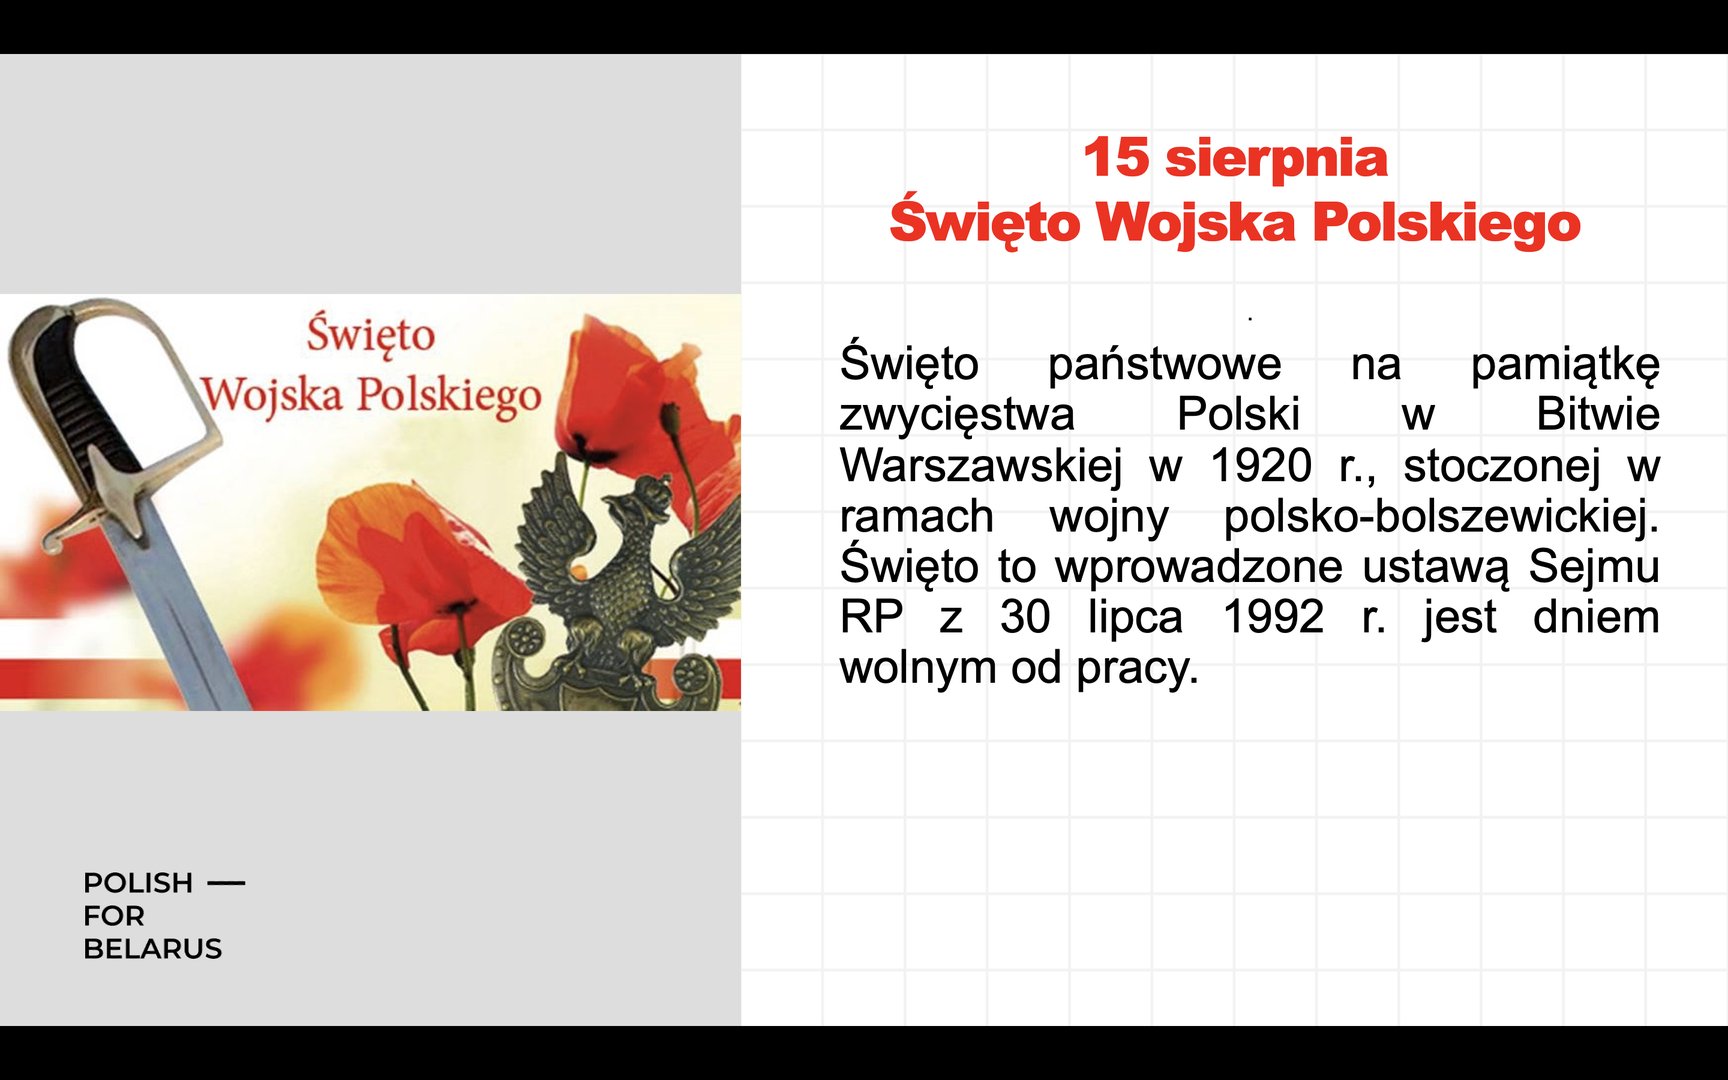 Święto
Wojska Polskiego
POLISH —
FOR
BELARUS
15 sierpnia
Święto Wojska Polskiego
.
Święto państwowe na pamiątkę
zwycięstwa Polski w Bitwie
Warszawskiej w 1920 r., stoczonej w
ramach wojny polsko-bolszewickiej.
Święto to wprowadzone ustawą Sejmu
RP z 30 lipca 1992 r. jest dniem
wolnym od pracy.